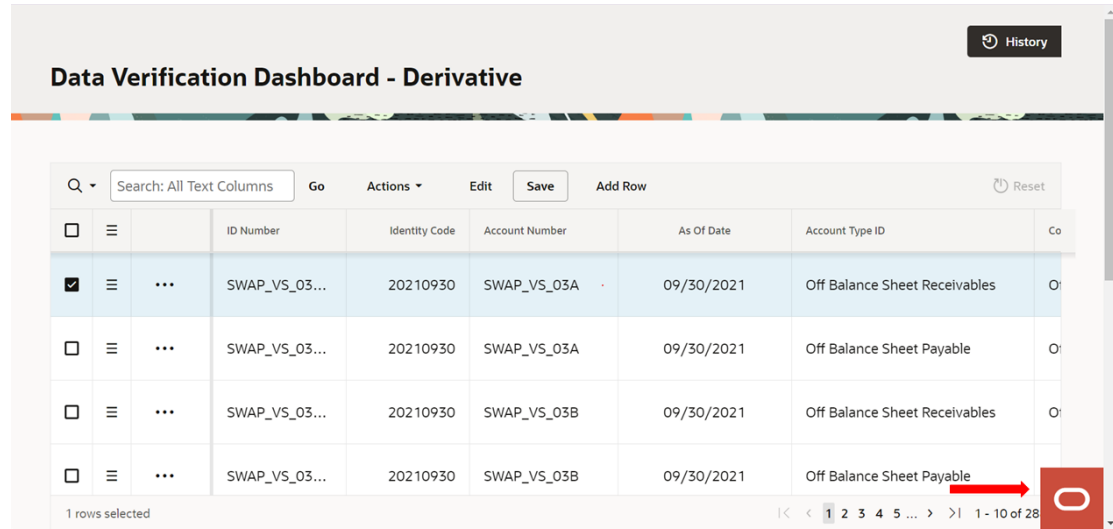 History
Data Verification Dashboard - Derivative
Search: All Text Columns Go Actions Edit Save Add Row Reset
ID Number Identity Code Account Number As Of Date Account Type ID Co
SWAP_VS_03... 20210930 SWAP_VS_03A 09/30/2021 Off Balance Sheet Receivables
SWAP_VS_03... 20210930 SWAP_VS_03A 09/30/2021 Off Balance Sheet Payable
SWAP_VS_03... 20210930 SWAP_VS_03B 09/30/2021 Off Balance Sheet Receivables
SWAP_VS_03... 20210930 SWAP_VS_03B 09/30/2021 Off Balance Sheet Payable
1 rows selected 1 2 3 4 5 ... 1 - 10 of 28